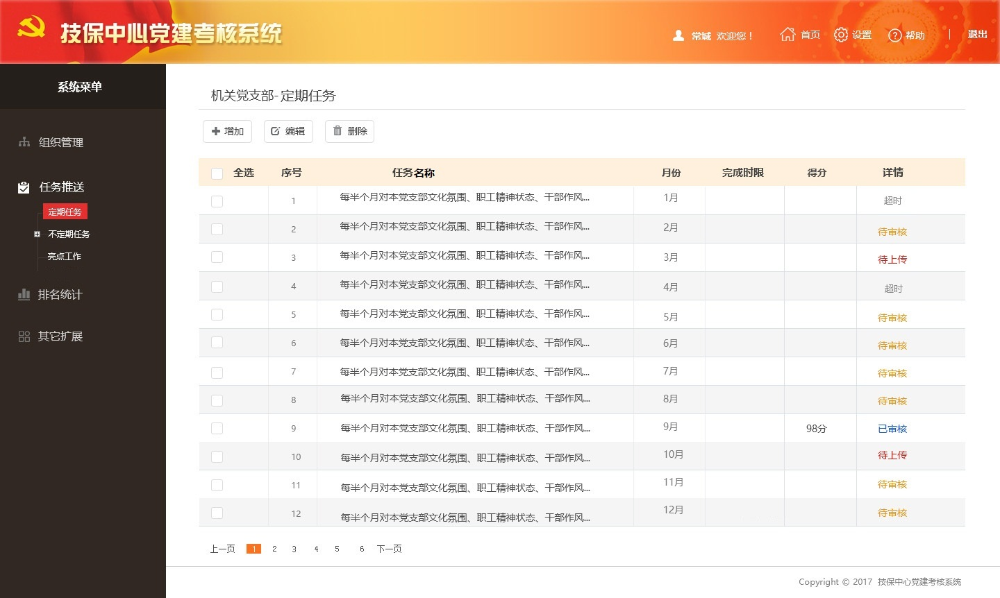 技保中心党建考核系统
常城 欢迎您！ 首页 设置 帮助 退出
系统菜单
组织管理
任务推送
定期任务
不定期任务
亮点工作
排名统计
其它扩展
机关党支部-定期任务
增加 编辑 删除
全选 序号 任务名称 月份 完成时限 得分 详情
1 每半个月对本党支部文化氛围、职工精神状态、干部作风... 1月 超时
2 每半个月对本党支部文化氛围、职工精神状态、干部作风... 2月 待审核
3 每半个月对本党支部文化氛围、职工精神状态、干部作风... 3月 待上传
4 每半个月对本党支部文化氛围、职工精神状态、干部作风... 4月 超时
5 每半个月对本党支部文化氛围、职工精神状态、干部作风... 5月 待审核
6 每半个月对本党支部文化氛围、职工精神状态、干部作风... 6月 待审核
7 每半个月对本党支部文化氛围、职工精神状态、干部作风... 7月 待审核
8 每半个月对本党支部文化氛围、职工精神状态、干部作风... 8月 待审核
9 每半个月对本党支部文化氛围、职工精神状态、干部作风... 9月 98分 已审核
10 每半个月对本党支部文化氛围、职工精神状态、干部作风... 10月 待上传
11 每半个月对本党支部文化氛围、职工精神状态、干部作风... 11月 待审核
12 每半个月对本党支部文化氛围、职工精神状态、干部作风... 12月 待审核
上一页 1 2 3 4 5 6 下一页
Copyright © 2017 技保中心党建考核系统